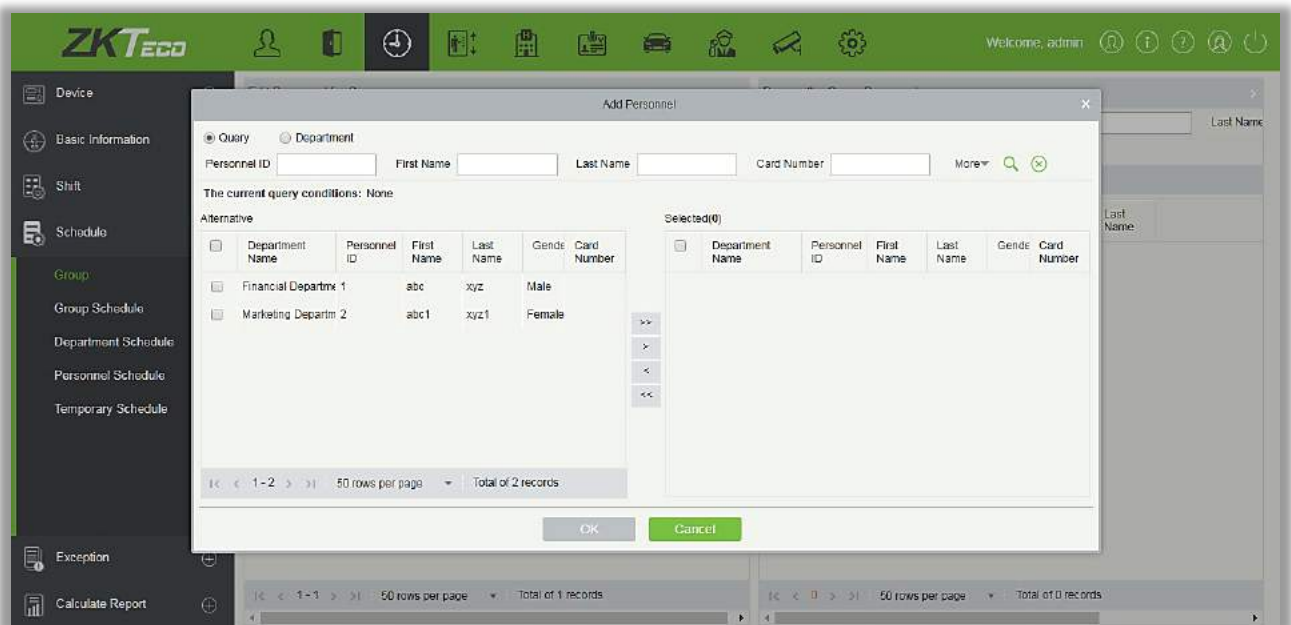 ZKTeco
Welcome, admin
Device
Add Personnel
Last Name
Query Department
Basic Information
Personnel ID First Name Last Name Card Number More
The current query conditions: None
Shift
Alternative Selected(0)
Last Name
Schedule
Department Name Personnel ID First Name Last Name Gende Card Number
Department Name Personnel ID First Name Last Name Gende Card Number
Group
Financial Departme 1 abc xyz Male
Group Schedule
Marketing Departm 2 abc1 xyz1 Female
>>
Department Schedule
>
Personnel Schedule
<
<<
Temporary Schedule
1-2 50 rows per page Total of 2 records
OK Cancel
Exception
Calculate Report
1-1 50 rows per page Total of 1 records
0 50 rows per page Total of 0 records